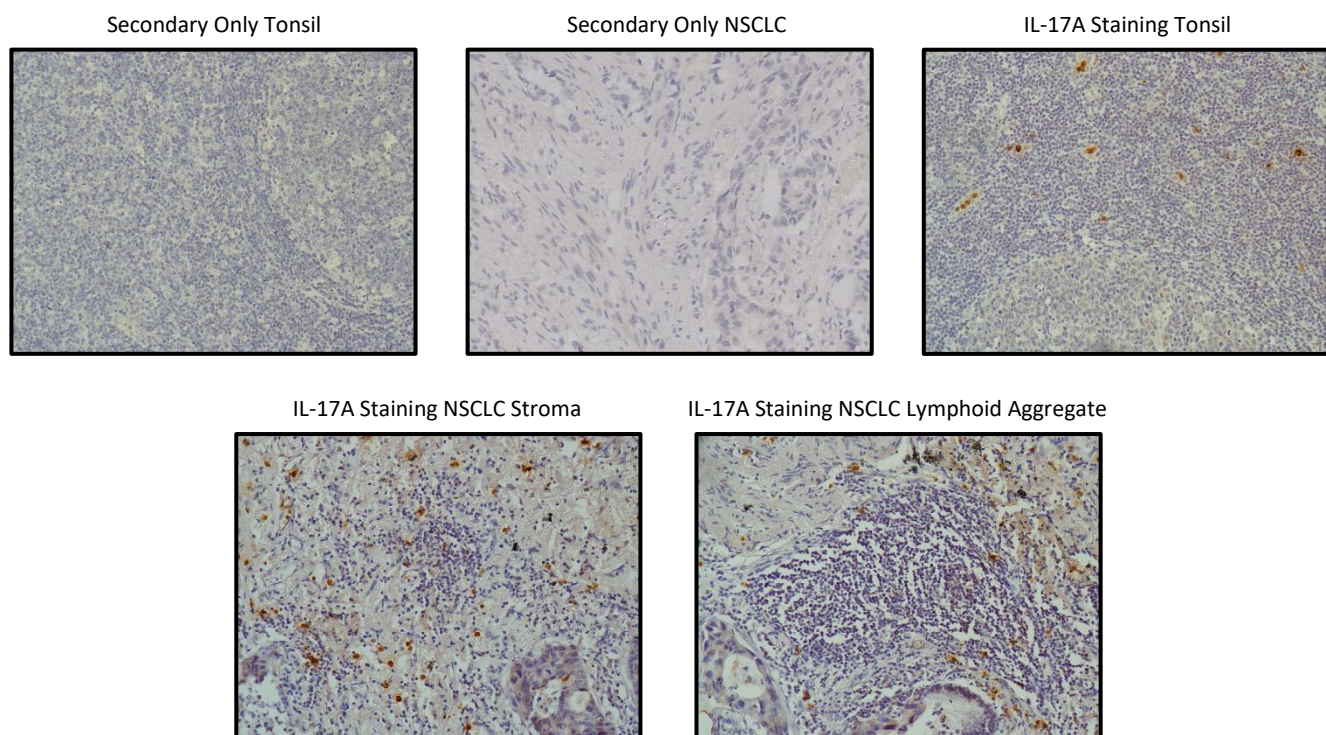 Secondary Only Tonsil
Secondary Only NSCLC
IL-17A Staining Tonsil
IL-17A Staining NSCLC Stroma
IL-17A Staining NSCLC Lymphoid Aggregate